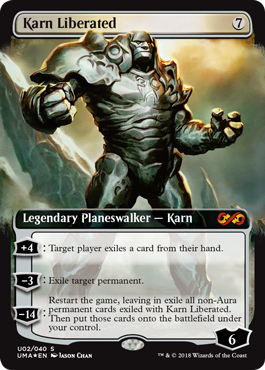 Karn Liberated 7
Legendary Planeswalker — Karn
+4 : Target player exiles a card from their hand.
−3 : Exile target permanent.
Restart the game, leaving in exile all non-Aura
−14 : permanent cards exiled with Karn Liberated.
Then put those cards onto the battlefield under
your control.
6
U02/040 S
UMA★EN Jason Chan ™ & © 2018 Wizards of the Coast